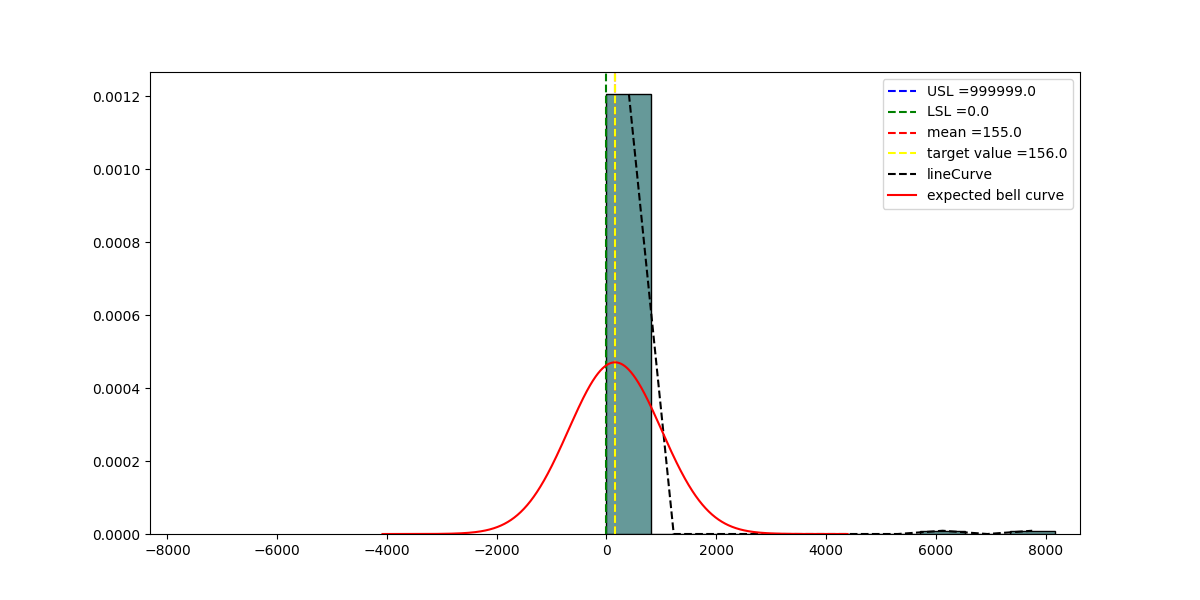 0.0012
0.0010
0.0008
0.0006
0.0004
0.0002
0.0000
−8000 −6000 −4000 −2000 0 2000 4000 6000 8000
USL =999999.0
LSL =0.0
mean =155.0
target value =156.0
lineCurve
expected bell curve